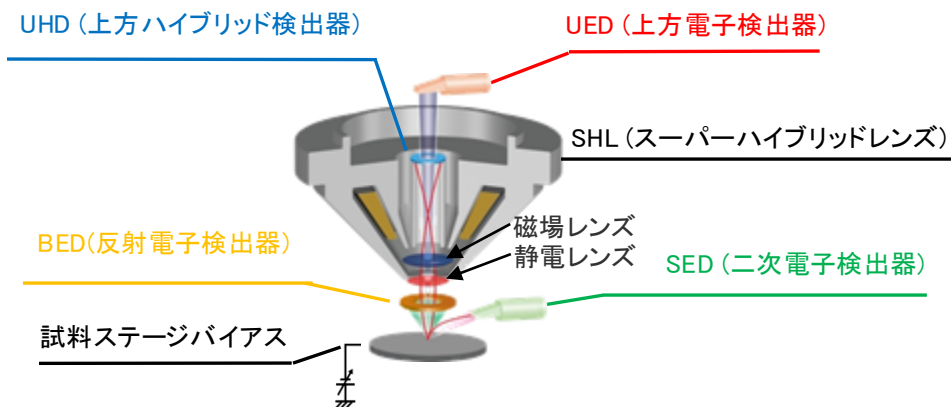 UHD (上方ハイブリッド検出器)
UED (上方電子検出器)
SHL (スーパーハイブリッドレンズ)
磁場レンズ
静電レンズ
BED(反射電子検出器)
SED (二次電子検出器)
試料ステージバイアス